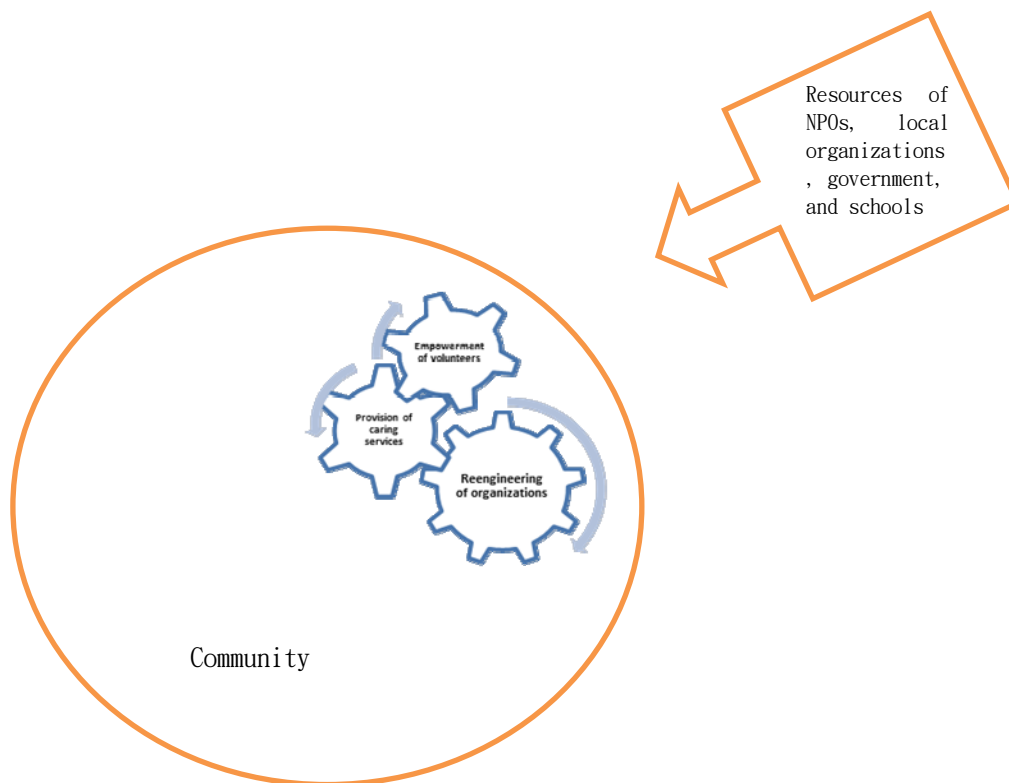 Resources of
NPOs, local
organizations
, government,
and schools
Empowerment
of volunteers
Provision of
caring
services
Reengineering
of organizations
Community